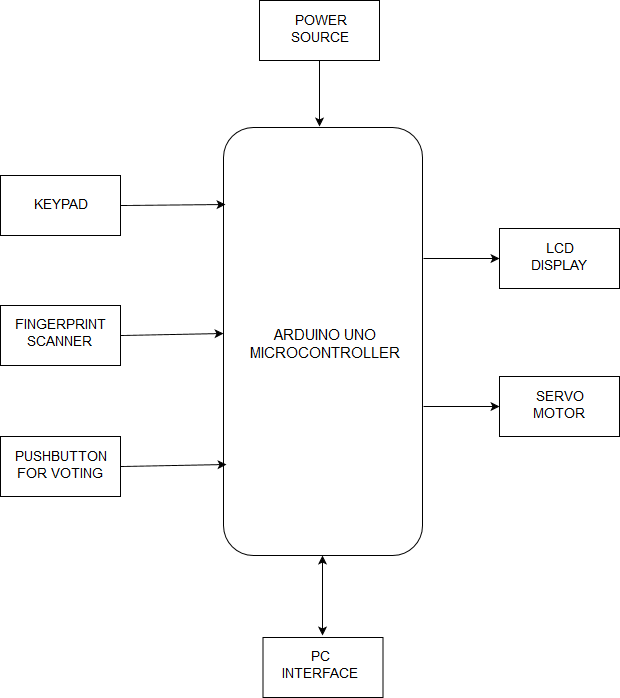 POWER
SOURCE
KEYPAD
LCD
DISPLAY
FINGERPRINT
SCANNER
ARDUINO UNO
MICROCONTROLLER
SERVO
MOTOR
PUSHBUTTON
FOR VOTING
PC
INTERFACE